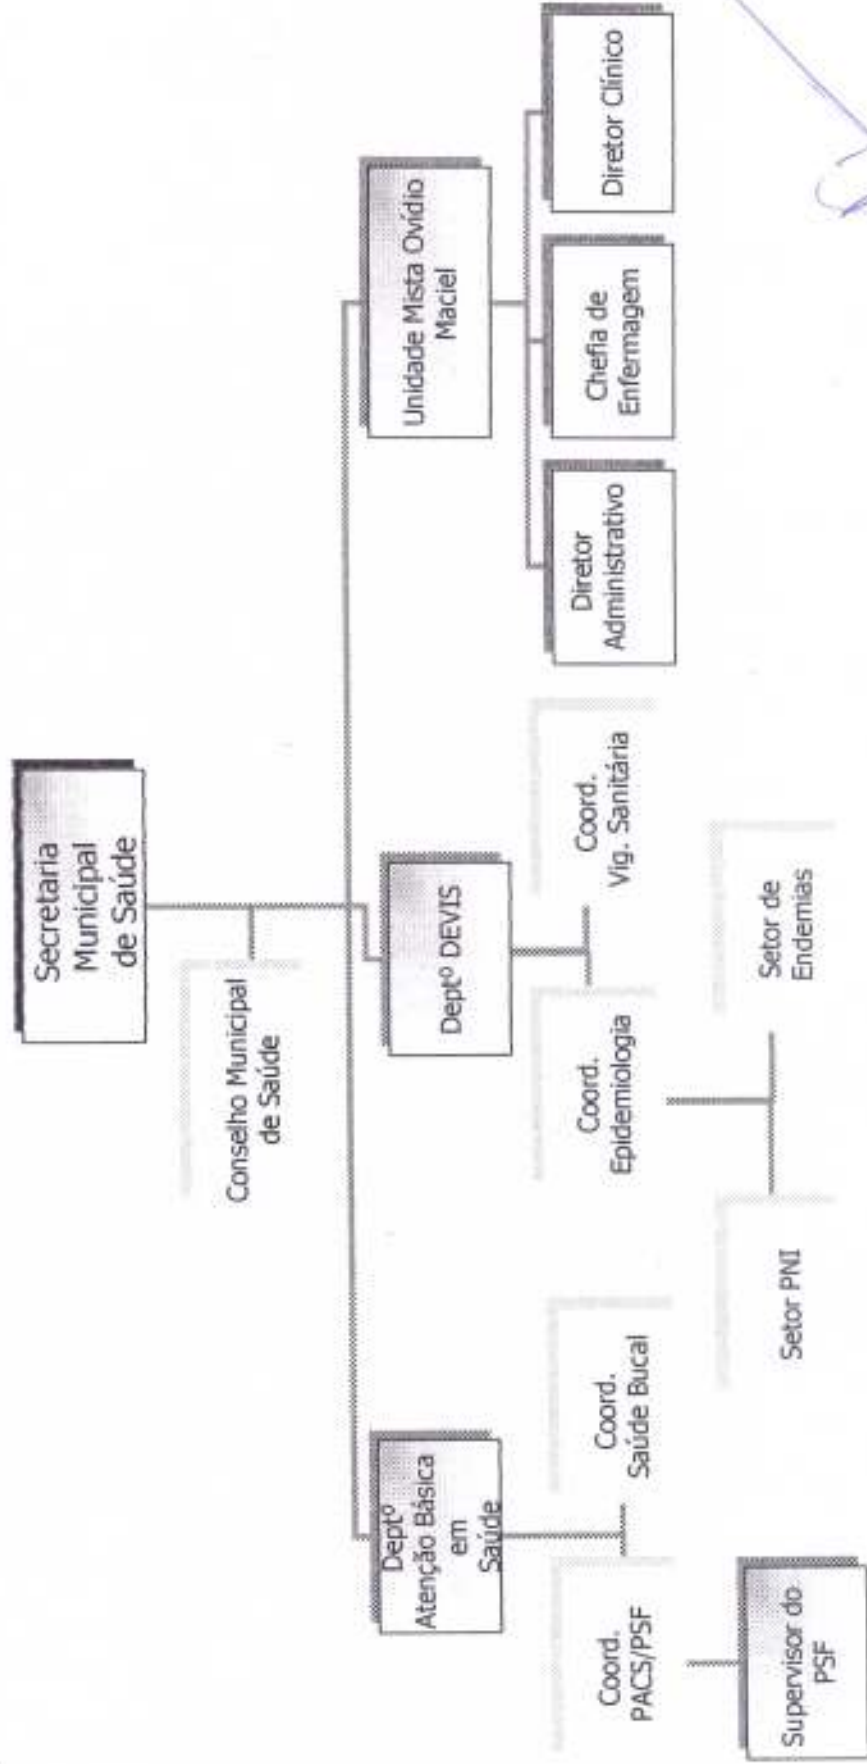 Secretaria
Municipal
de Saúde
Conselho Municipal
de Saúde
Deptº
Atenção Básica
em
Saúde
Deptº DEVIS
Unidade Mista Ovídio
Maciel
Coord.
PACS/PSF
Coord.
Saúde Bucal
Coord.
Epidemiologia
Coord.
Vig. Sanitária
Diretor
Administrativo
Chefia de
Enfermagem
Diretor Clínico
Supervisor do
PSF
Setor PNI
Setor de
Endemias